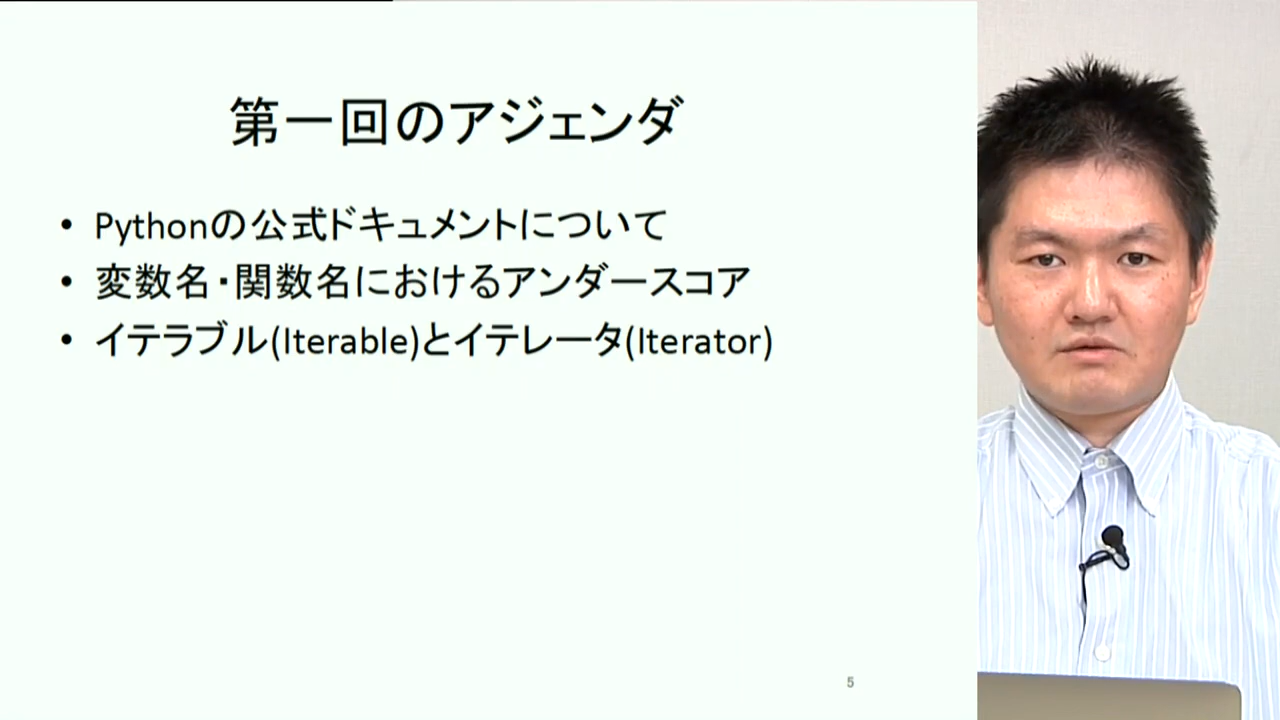 第一回のアジェンダ
• Pythonの公式ドキュメントについて
• 変数名・関数名におけるアンダースコア
• イテラブル(Iterable)とイテレータ(Iterator)
5